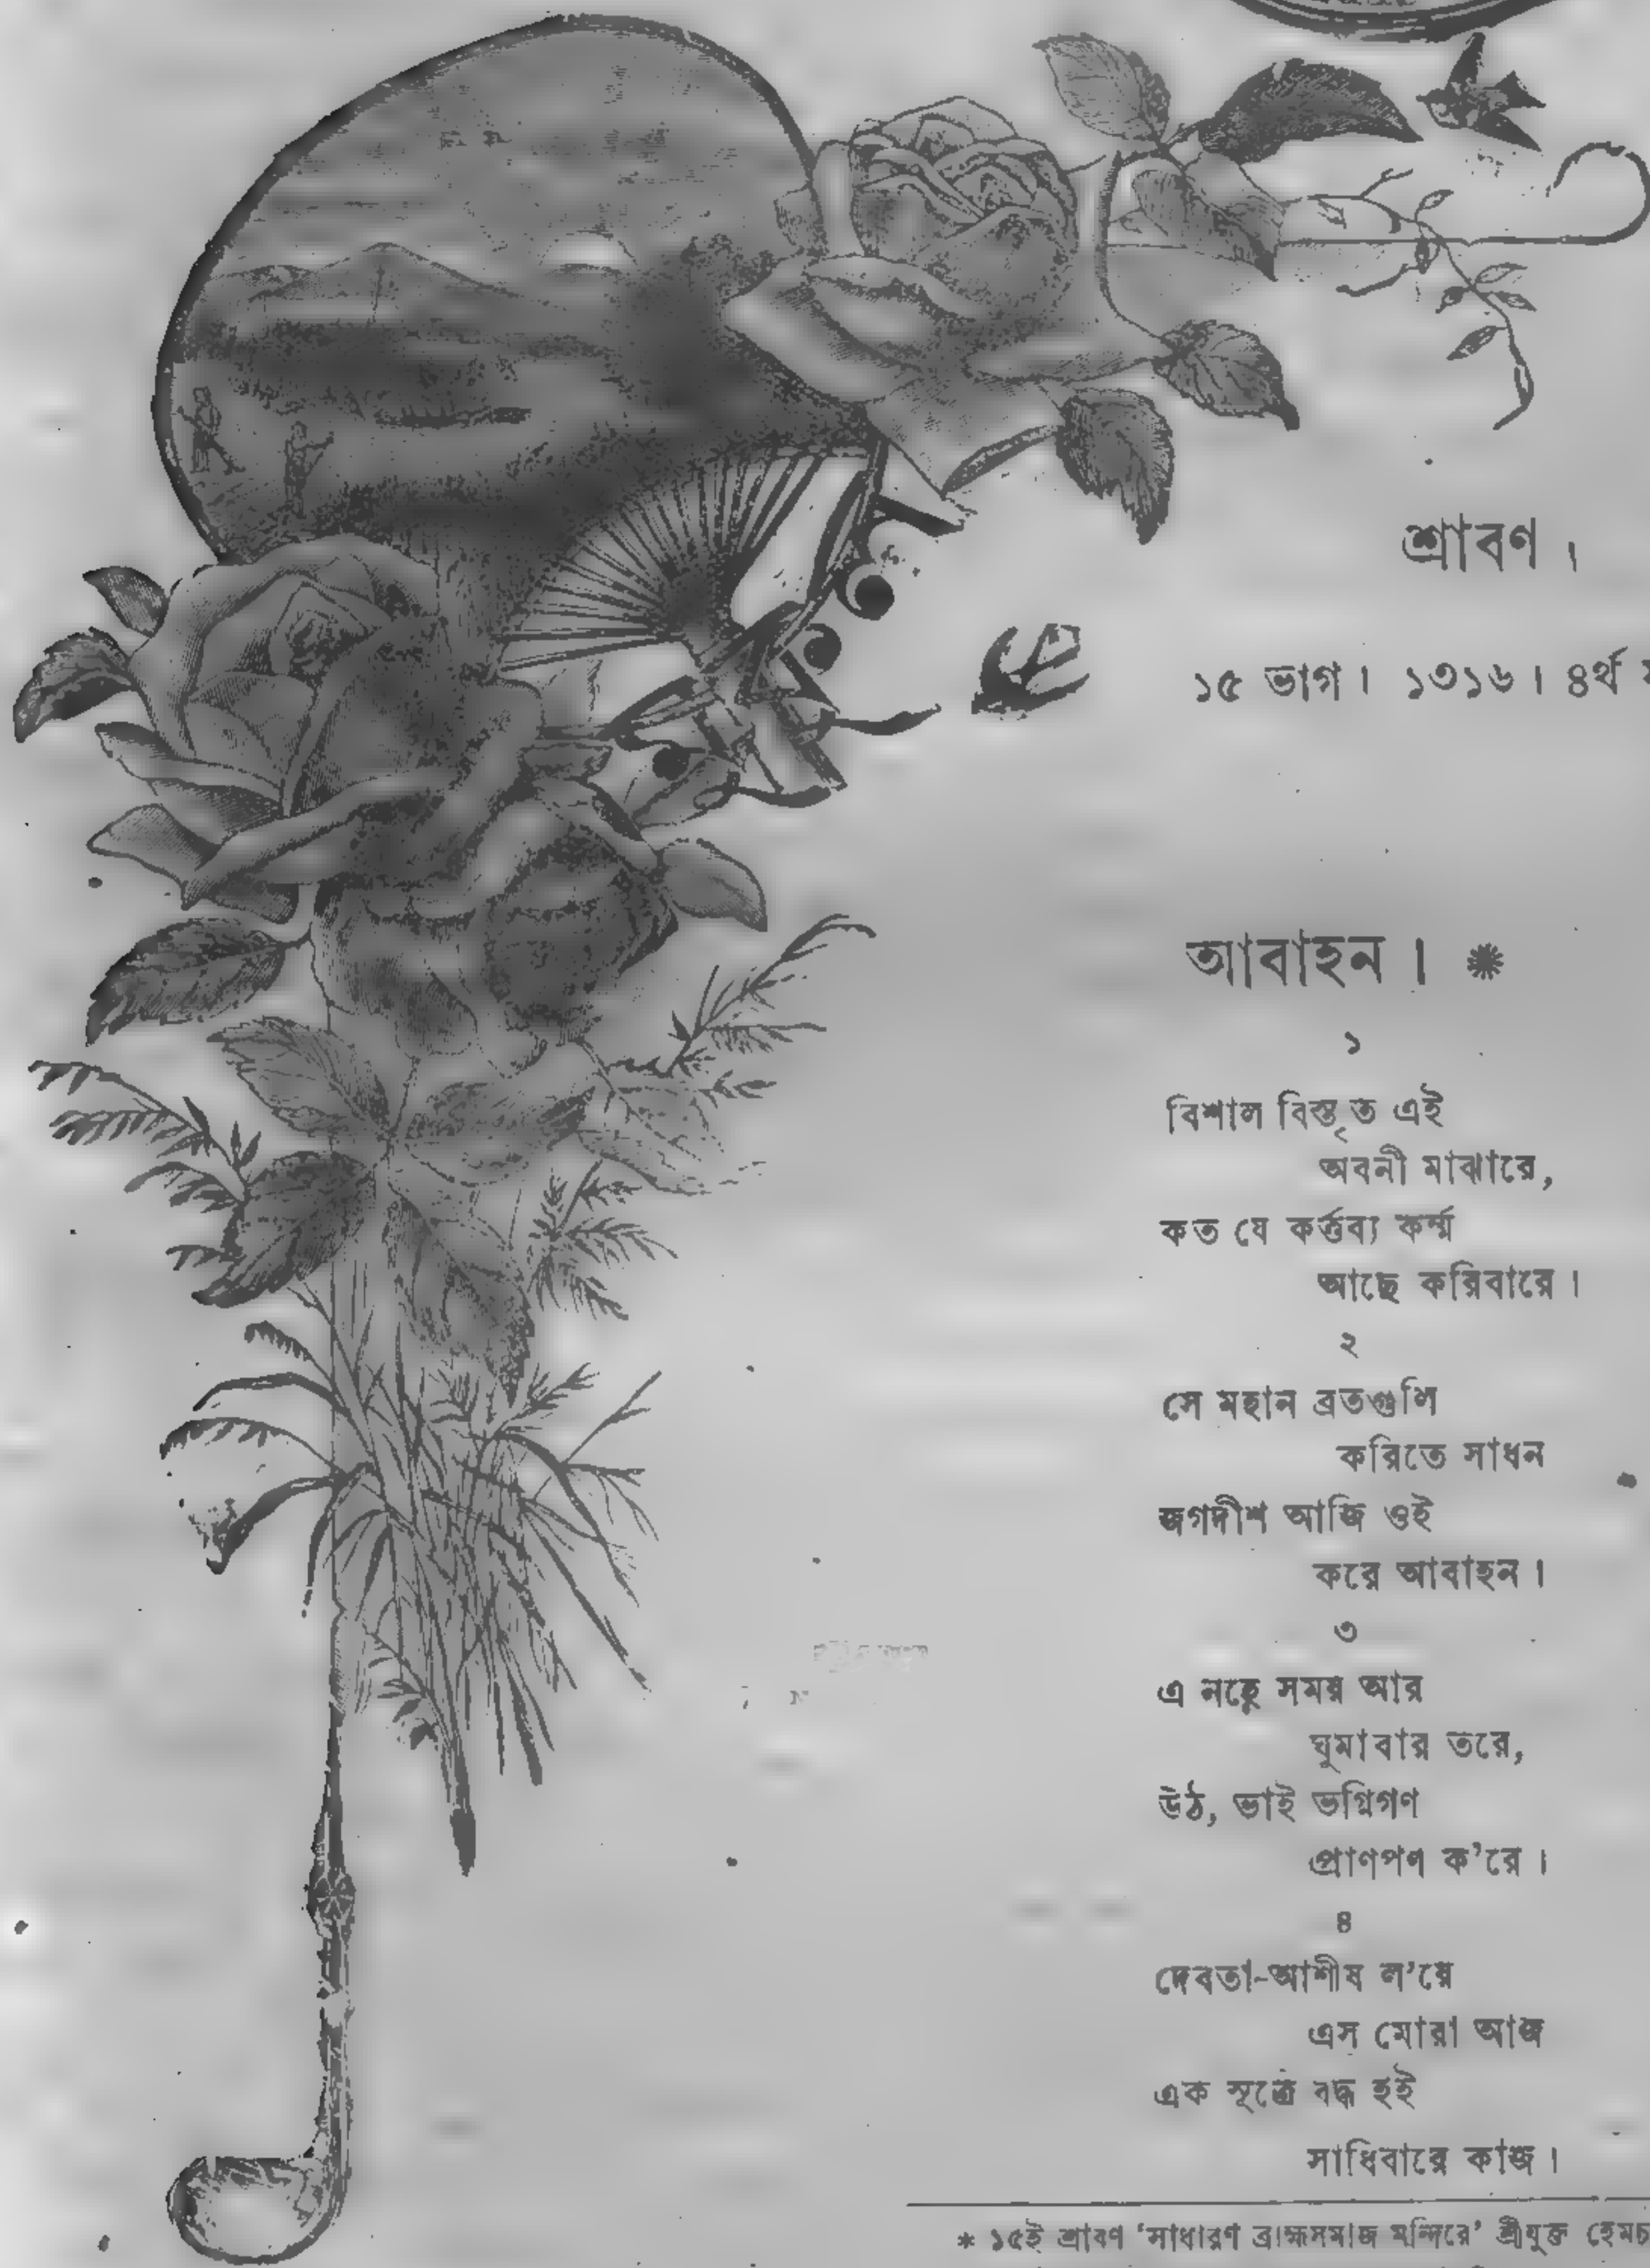 শ্রাবণ ।
১৫ ভাগ । ১৩১৬ । ৪র্থ
আবাহন । *
১
বিশাল বিস্তৃত এই
অবনী মাঝারে,
কত যে কর্ত্তব্য কর্ম্ম
আছে করিবারে ।
২
সে মহান ব্রতগুলি
করিতে সাধন
জগদীশ আজি ওই
করে আবাহন ।
৩
এ নহে সময় আর
ঘুমাবার তরে,
উঠ, ভাই ভগ্নিগণ
প্রাণপণ ক’রে ।
৪
দেবতা-আশীষ ল’য়ে
এস মোরা আজ
এক সূত্রে বদ্ধ হই
সাধিবারে কাজ ।
* ১৫ই শ্রাবণ ‘সাধারণ ব্রাহ্মসমাজ মন্দিরে’ শ্রীযুক্ত